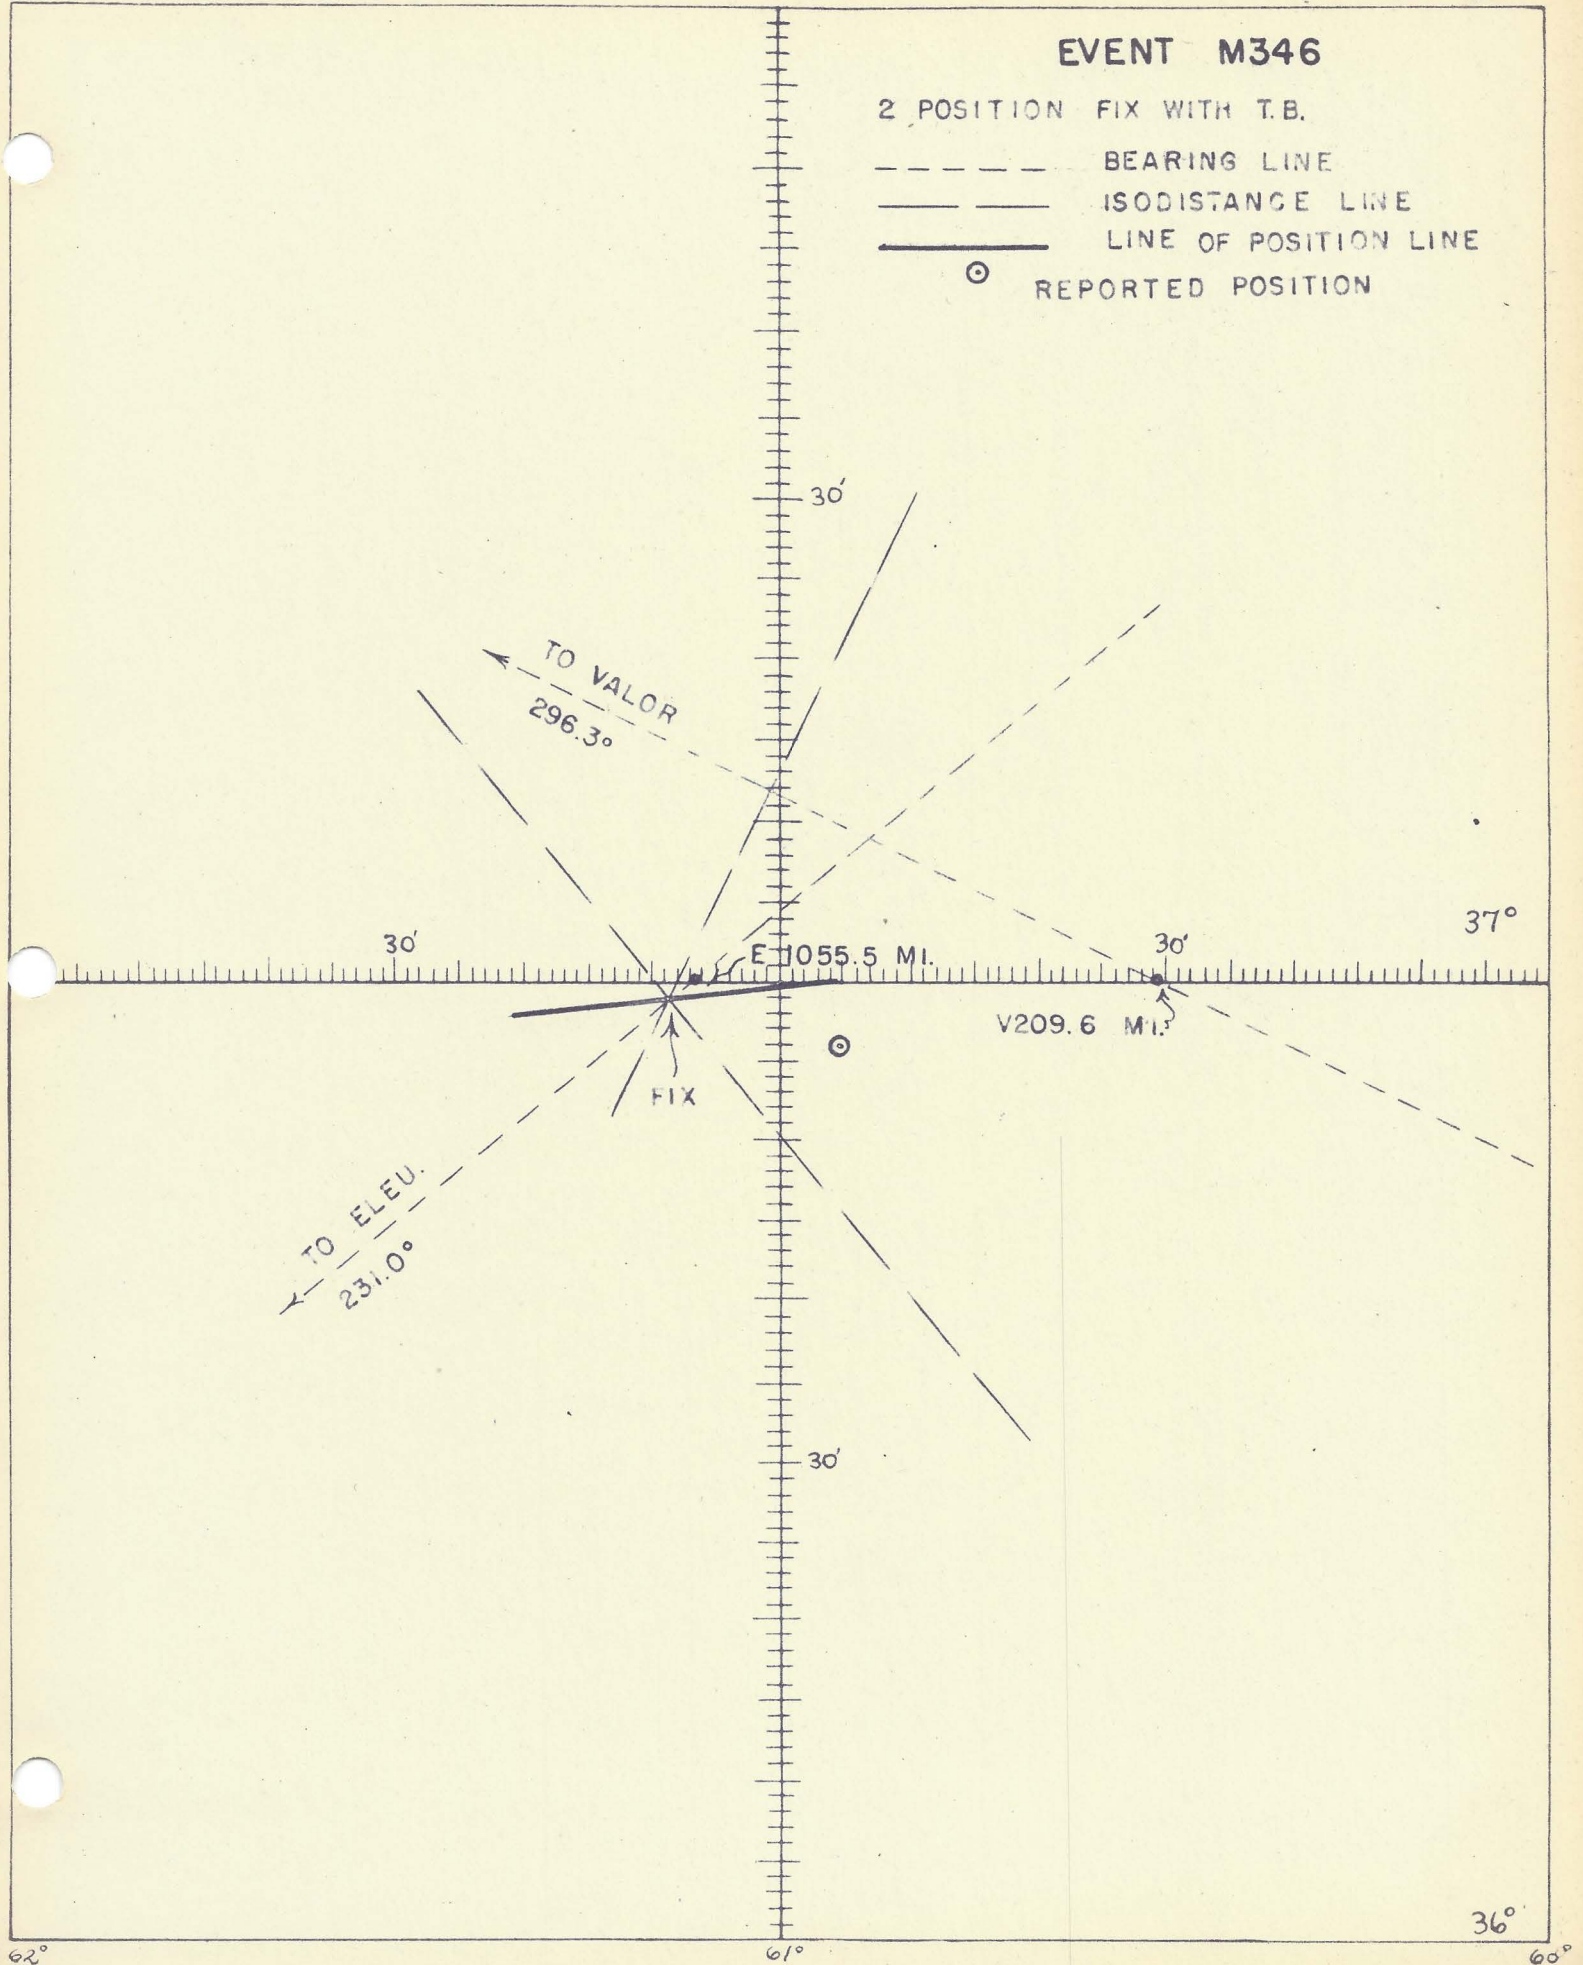 EVENT M346
2 POSITION FIX WITH T.B.
BEARING LINE
ISODISTANCE LINE
LINE OF POSITION LINE
REPORTED POSITION
30'
TO VALOR
296.3°
37°
30'
E 1055.5 MI.
30'
V209.6 MI.
FIX
TO ELEU.
231.0°
30'
36°
62°
61°
60°